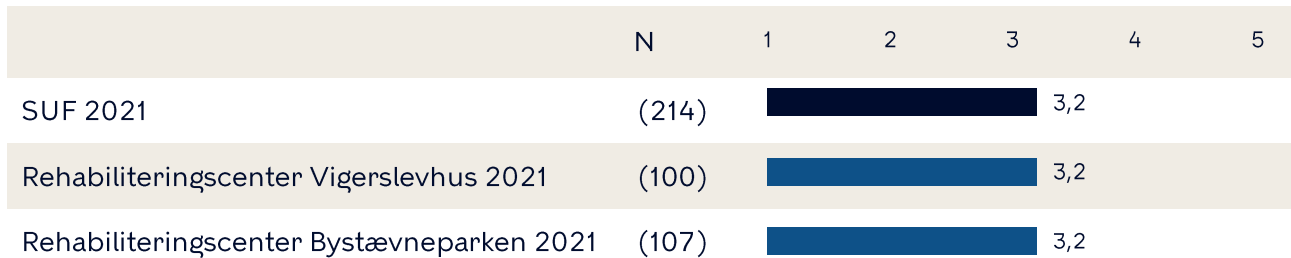 N 1 2 3 4 5
SUF 2021 (214) 3,2
Rehabiliteringscenter Vigerslevhus 2021 (100) 3,2
Rehabiliteringscenter Bystævneparken 2021 (107) 3,2